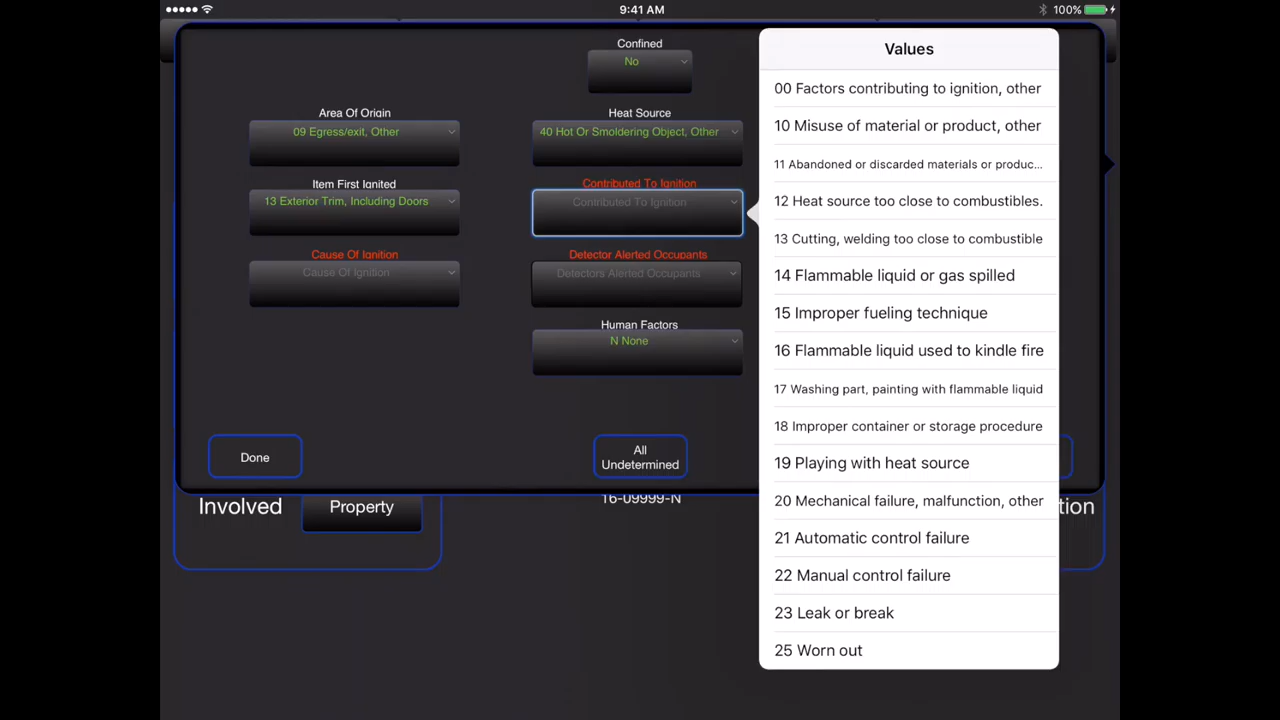 9:41 AM
100%
Confined
No
Area Of Origin
09 Egress/exit, Other
Heat Source
40 Hot Or Smoldering Object, Other
Item First Ignited
13 Exterior Trim, Including Doors
Contributed To Ignition
Contributed To Ignition
Cause Of Ignition
Cause Of Ignition
Detector Alerted Occupants
Detectors Alerted Occupants
Human Factors
N None
Done
All
Undetermined
Involved
Property
16-09999-N
tion
Values
00 Factors contributing to ignition, other
10 Misuse of material or product, other
11 Abandoned or discarded materials or produc...
12 Heat source too close to combustibles.
13 Cutting, welding too close to combustible
14 Flammable liquid or gas spilled
15 Improper fueling technique
16 Flammable liquid used to kindle fire
17 Washing part, painting with flammable liquid
18 Improper container or storage procedure
19 Playing with heat source
20 Mechanical failure, malfunction, other
21 Automatic control failure
22 Manual control failure
23 Leak or break
25 Worn out